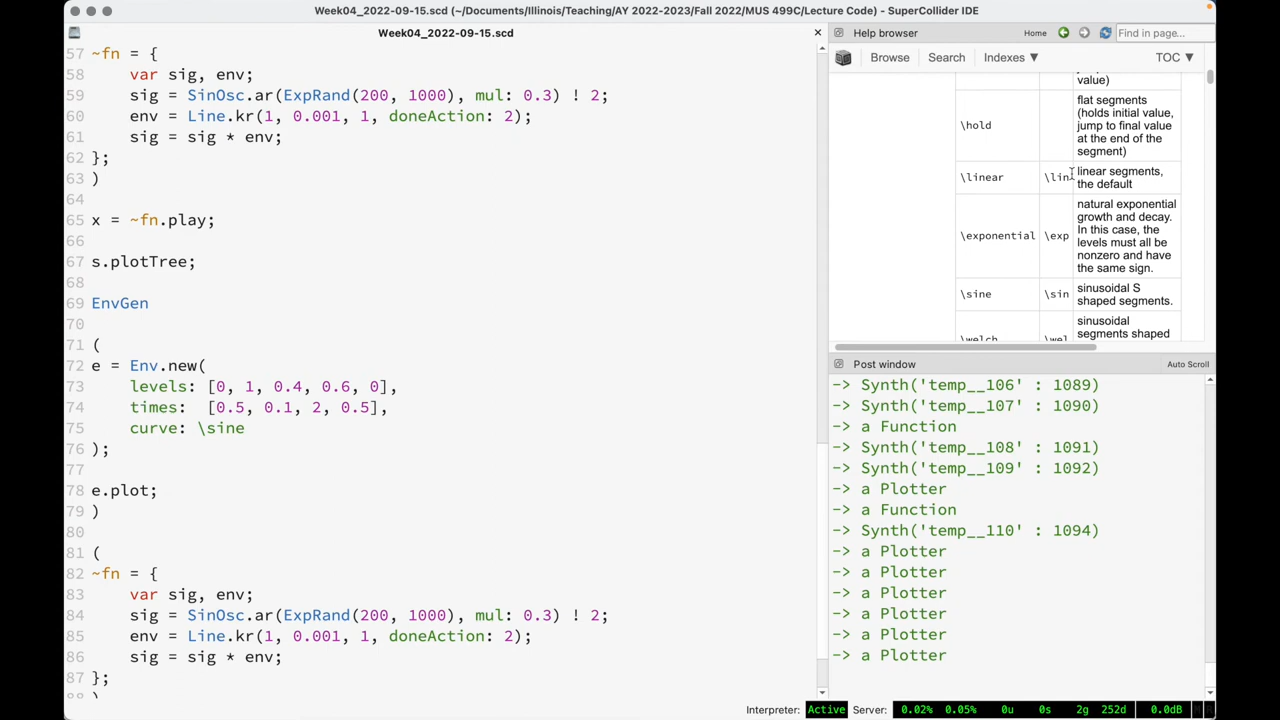 Week04_2022-09-15.scd (~/Documents/Illinois/Teaching/AY 2022-2023/Fall 2022/MUS 499C/Lecture Code) - SuperCollider IDE
Week04_2022-09-15.scd
57 ~fn = {
58 var sig, env;
59 sig = SinOsc.ar(ExpRand(200, 1000), mul: 0.3) ! 2;
60 env = Line.kr(1, 0.001, 1, doneAction: 2);
61 sig = sig * env;
62 };
63 )
64
65 x = ~fn.play;
66
67 s.plotTree;
68
69 EnvGen
70
71 (
72 e = Env.new(
73 levels: [0, 1, 0.4, 0.6, 0],
74 times: [0.5, 0.1, 2, 0.5],
75 curve: \sine
76 );
77
78 e.plot;
79 )
80
81 (
82 ~fn = {
83 var sig, env;
84 sig = SinOsc.ar(ExpRand(200, 1000), mul: 0.3) ! 2;
85 env = Line.kr(1, 0.001, 1, doneAction: 2);
86 sig = sig * env;
87 };
88 )
Help browser
Home
Find in page...
Browse Search Indexes ▼ TOC ▼
value)
\hold
flat segments
(holds initial value,
jump to final value
at the end of the
segment)
\linear \lin
linear segments,
the default
\exponential \exp
natural exponential
growth and decay.
In this case, the
levels must all be
nonzero and have
the same sign.
\sine \sin
sinusoidal S
shaped segments.
\welch \wel
sinusoidal
segments shaped
Post window Auto Scroll
-> Synth('temp__106' : 1089)
-> Synth('temp__107' : 1090)
-> a Function
-> Synth('temp__108' : 1091)
-> Synth('temp__109' : 1092)
-> a Plotter
-> a Function
-> Synth('temp__110' : 1094)
-> a Plotter
-> a Plotter
-> a Plotter
-> a Plotter
-> a Plotter
-> a Plotter
Interpreter: Active Server: 0.02% 0.05% 0u 0s 2g 252d 0.0dB